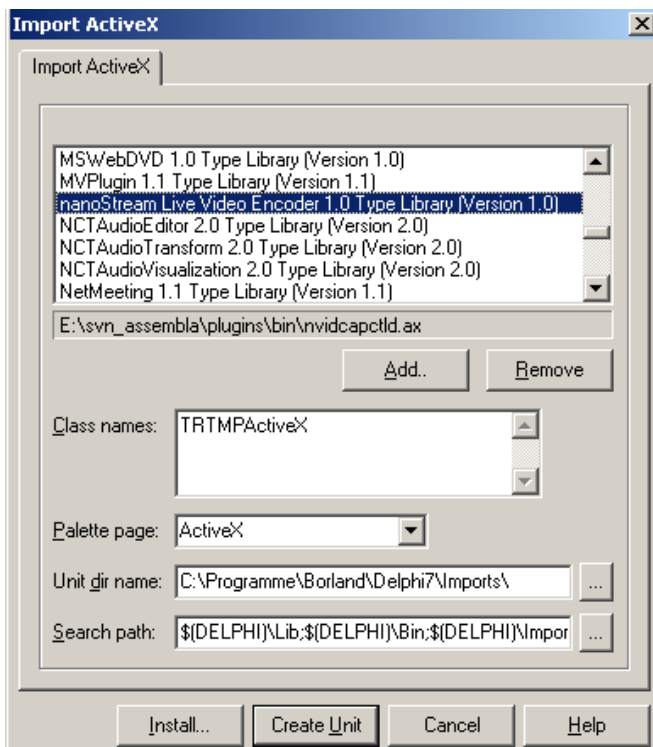 Import ActiveX
Import ActiveX
MSWebDVD 1.0 Type Library (Version 1.0)
MVPlugin 1.1 Type Library (Version 1.1)
nanoStream Live Video Encoder 1.0 Type Library (Version 1.0)
NCTAudioEditor 2.0 Type Library (Version 2.0)
NCTAudioTransform 2.0 Type Library (Version 2.0)
NCTAudioVisualization 2.0 Type Library (Version 2.0)
NetMeeting 1.1 Type Library (Version 1.1)
E:\svn_assembla\plugins\bin\nvidcapctld.ax
Add.. Remove
Class names: TRTMPActiveX
Palette page: ActiveX
Unit dir name: C:\Programme\Borland\Delphi7\Imports\ ...
Search path: $(DELPHI)\Lib;$(DELPHI)\Bin;$(DELPHI)\Impor ...
Install... Create Unit Cancel Help